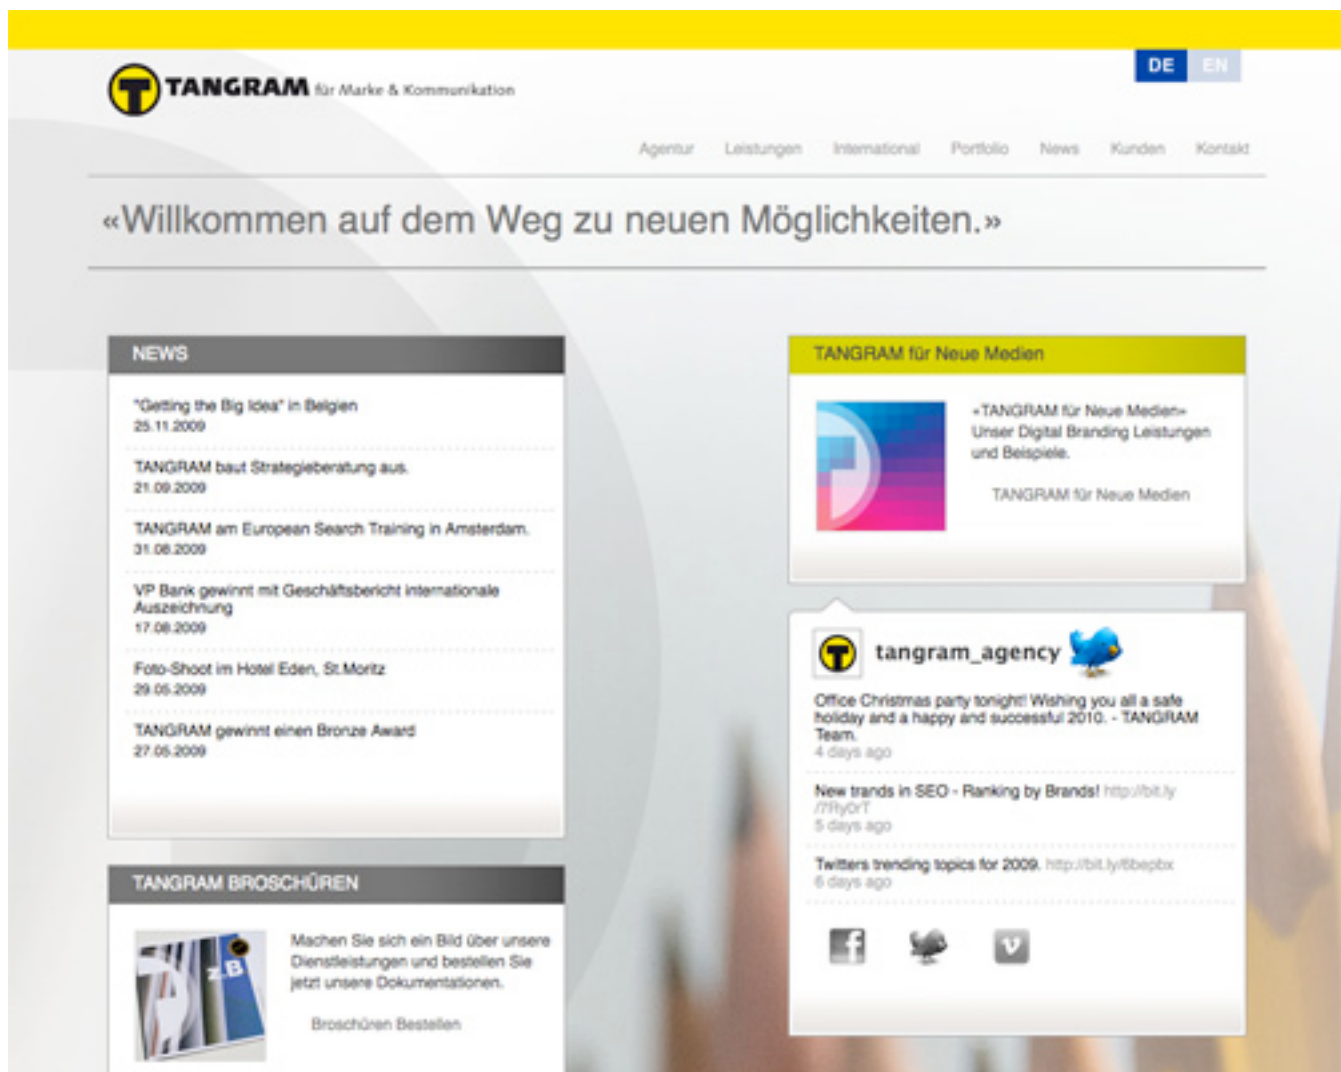 DE EN
TANGRAM für Marke & Kommunikation
Agentur Leistungen International Portfolio News Kunden Kontakt
«Willkommen auf dem Weg zu neuen Möglichkeiten.»
NEWS
"Getting the Big Idea" in Belgien
25.11.2009
TANGRAM baut Strategieberatung aus.
21.09.2009
TANGRAM am European Search Training in Amsterdam.
31.08.2009
VP Bank gewinnt mit Geschäftsbericht internationale
Auszeichnung
17.08.2009
Foto-Shoot im Hotel Eden, St.Moritz
29.05.2009
TANGRAM gewinnt einen Bronze Award
27.05.2009
TANGRAM BROSCHÜREN
z.B
Machen Sie sich ein Bild über unsere
Dienstleistungen und bestellen Sie
jetzt unsere Dokumentationen.
Broschüren Bestellen
TANGRAM für Neue Medien
«TANGRAM für Neue Medien»
Unser Digital Branding Leistungen
und Beispiele.
TANGRAM für Neue Medien
tangram_agency
Office Christmas party tonight! Wishing you all a safe
holiday and a happy and successful 2010. - TANGRAM
Team.
4 days ago
New trands in SEO - Ranking by Brands! http://bit.ly
/7Ry0rT
5 days ago
Twitters trending topics for 2009. http://bit.ly/6bepbx
6 days ago